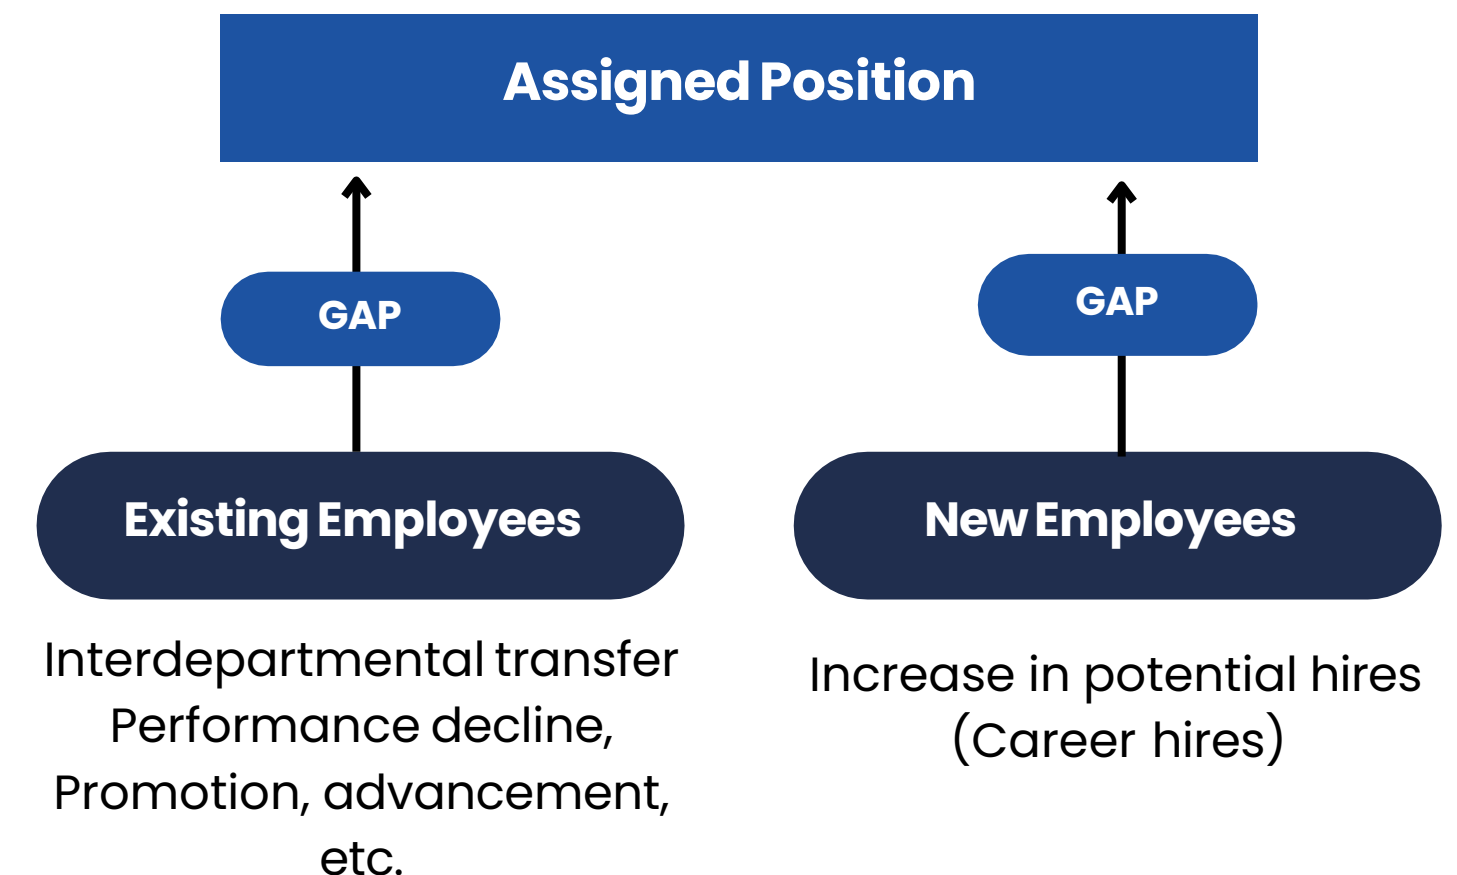 Assigned Position
GAP
GAP
Existing Employees
New Employees
Interdepartmental transfer
Performance decline,
Promotion, advancement,
etc.
Increase in potential hires
(Career hires)